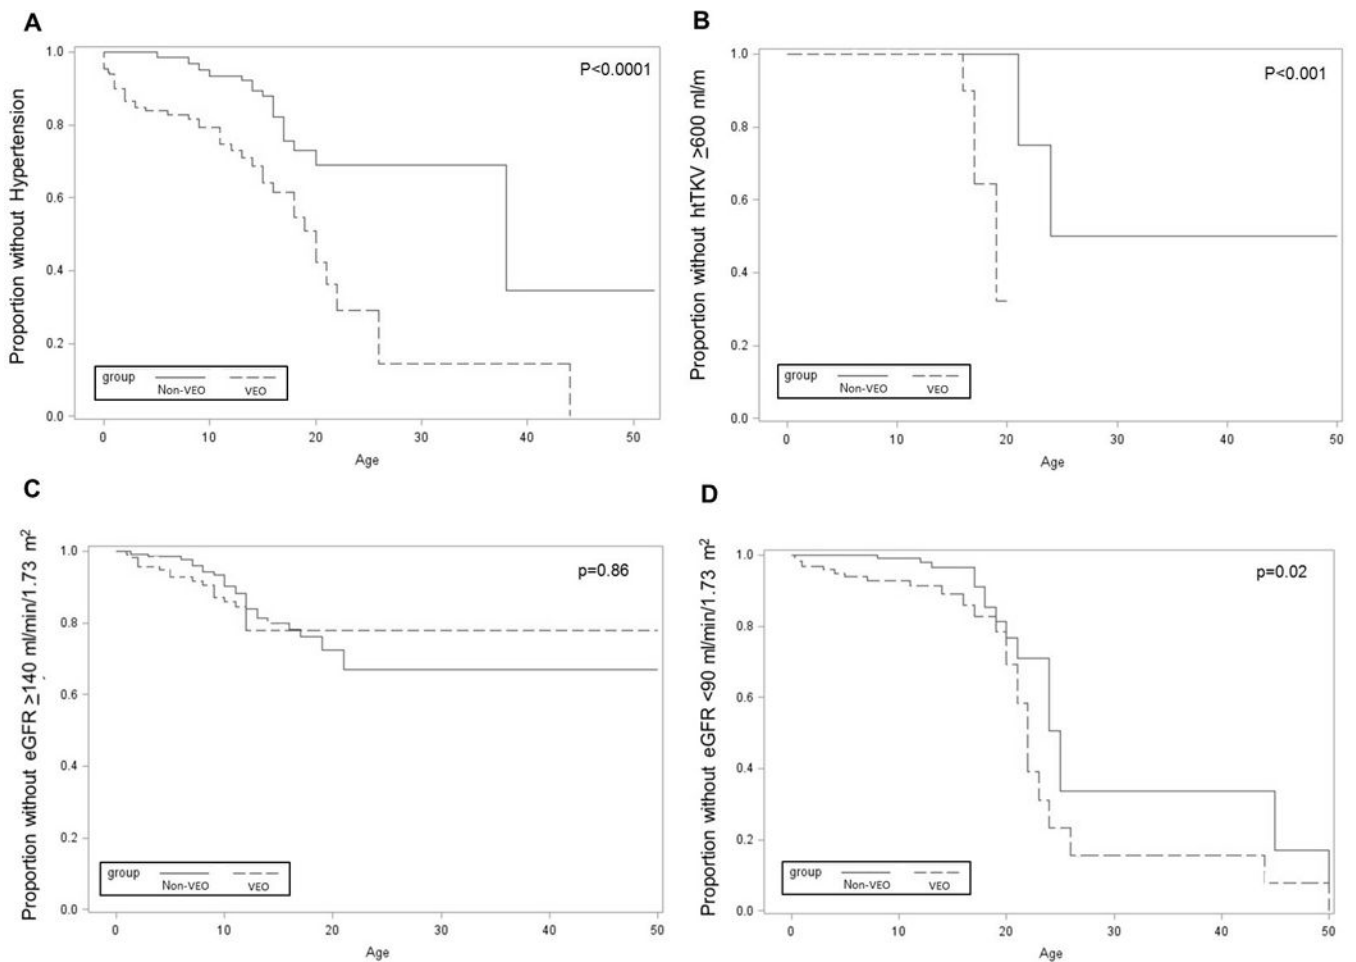 A
Proportion without Hypertension
1.0
0.8
0.6
0.4
0.2
0.0
P<0.0001
group Non-VEO VEO
0 10 20 30 40 50
Age
B
Proportion without htTKV ≥600 ml/m
1.0
0.8
0.6
0.4
0.2
0.0
P<0.001
group Non-VEO VEO
0 10 20 30 40 50
Age
C
Proportion without eGFR ≥140 ml/min/1.73 m²
1.0
0.8
0.6
0.4
0.2
0.0
p=0.86
group Non-VEO VEO
0 10 20 30 40 50
Age
D
Proportion without eGFR <90 ml/min/1.73 m²
1.0
0.8
0.6
0.4
0.2
0.0
p=0.02
group Non-VEO VEO
0 10 20 30 40 50
Age